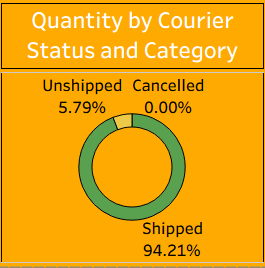 Quantity by Courier
Status and Category
Unshipped
5.79%
Cancelled
0.00%
Shipped
94.21%